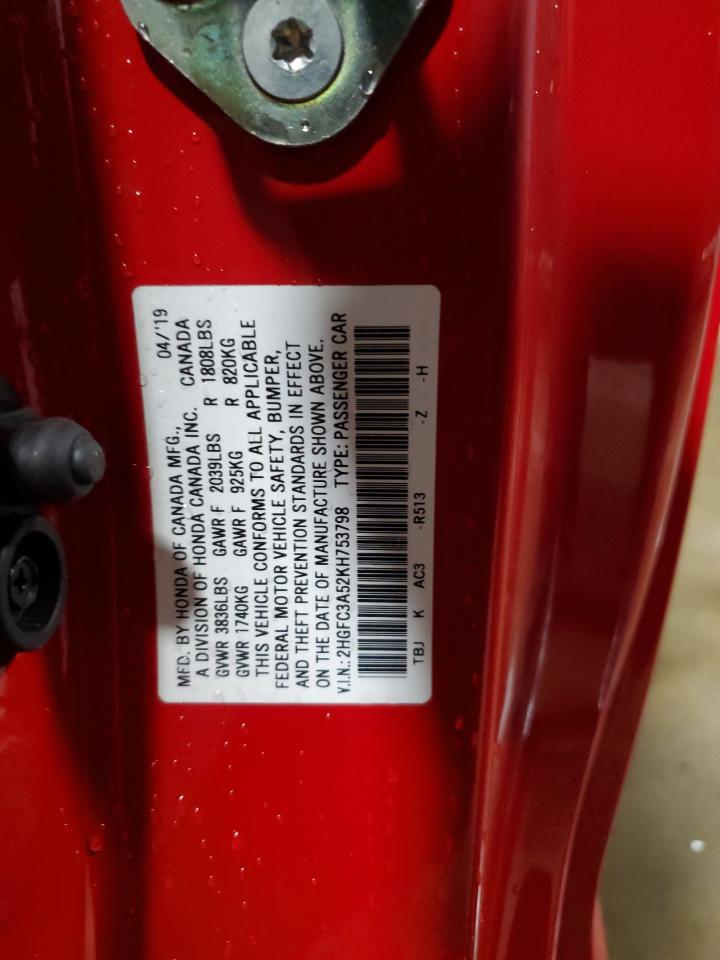 MFD. BY HONDA OF CANADA MFG., 04/'19
A DIVISION OF HONDA CANADA INC. CANADA
GVWR 3836LBS GAWR F 2039LBS R 1808LBS
GVWR 1740KG GAWR F 925KG R 820KG
THIS VEHICLE CONFORMS TO ALL APPLICABLE
FEDERAL MOTOR VEHICLE SAFETY, BUMPER,
AND THEFT PREVENTION STANDARDS IN EFFECT
ON THE DATE OF MANUFACTURE SHOWN ABOVE.
V.I.N.: 2HGFC3A52KH753798 TYPE: PASSENGER CAR
TBJ K AC3 -R513 -Z -H